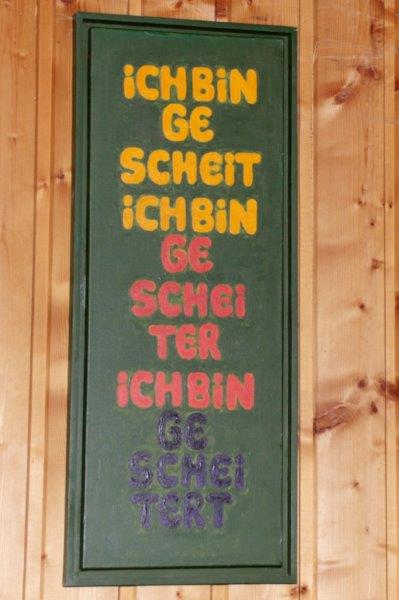 iCH BiN
GE
SCHEiT
iCH BiN
GE
SCHEi
TER
iCH BiN
GE
SCHEi
TERT